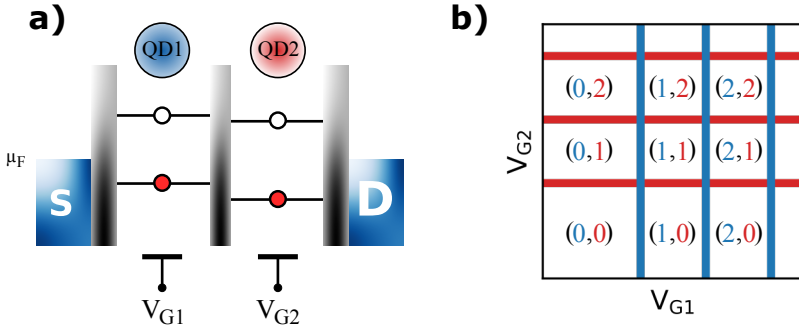 a)
QD1 QD2
μF
S D
VG1 VG2
b)
VG2
(0,2) (1,2) (2,2)
(0,1) (1,1) (2,1)
(0,0) (1,0) (2,0)
VG1